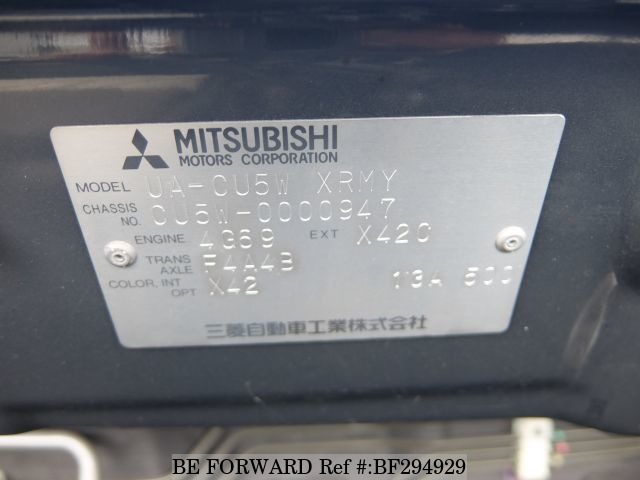 MITSUBISHI
MOTORS CORPORATION
MODEL UA-CU5W XRMY
CHASSIS NO. CU5W-0000947
ENGINE 4G69 EXT X42C
TRANS AXLE F4A4B
COLOR, INT OPT X42 113A 500
三菱自動車工業株式会社
BE FORWARD Ref #:BF294929